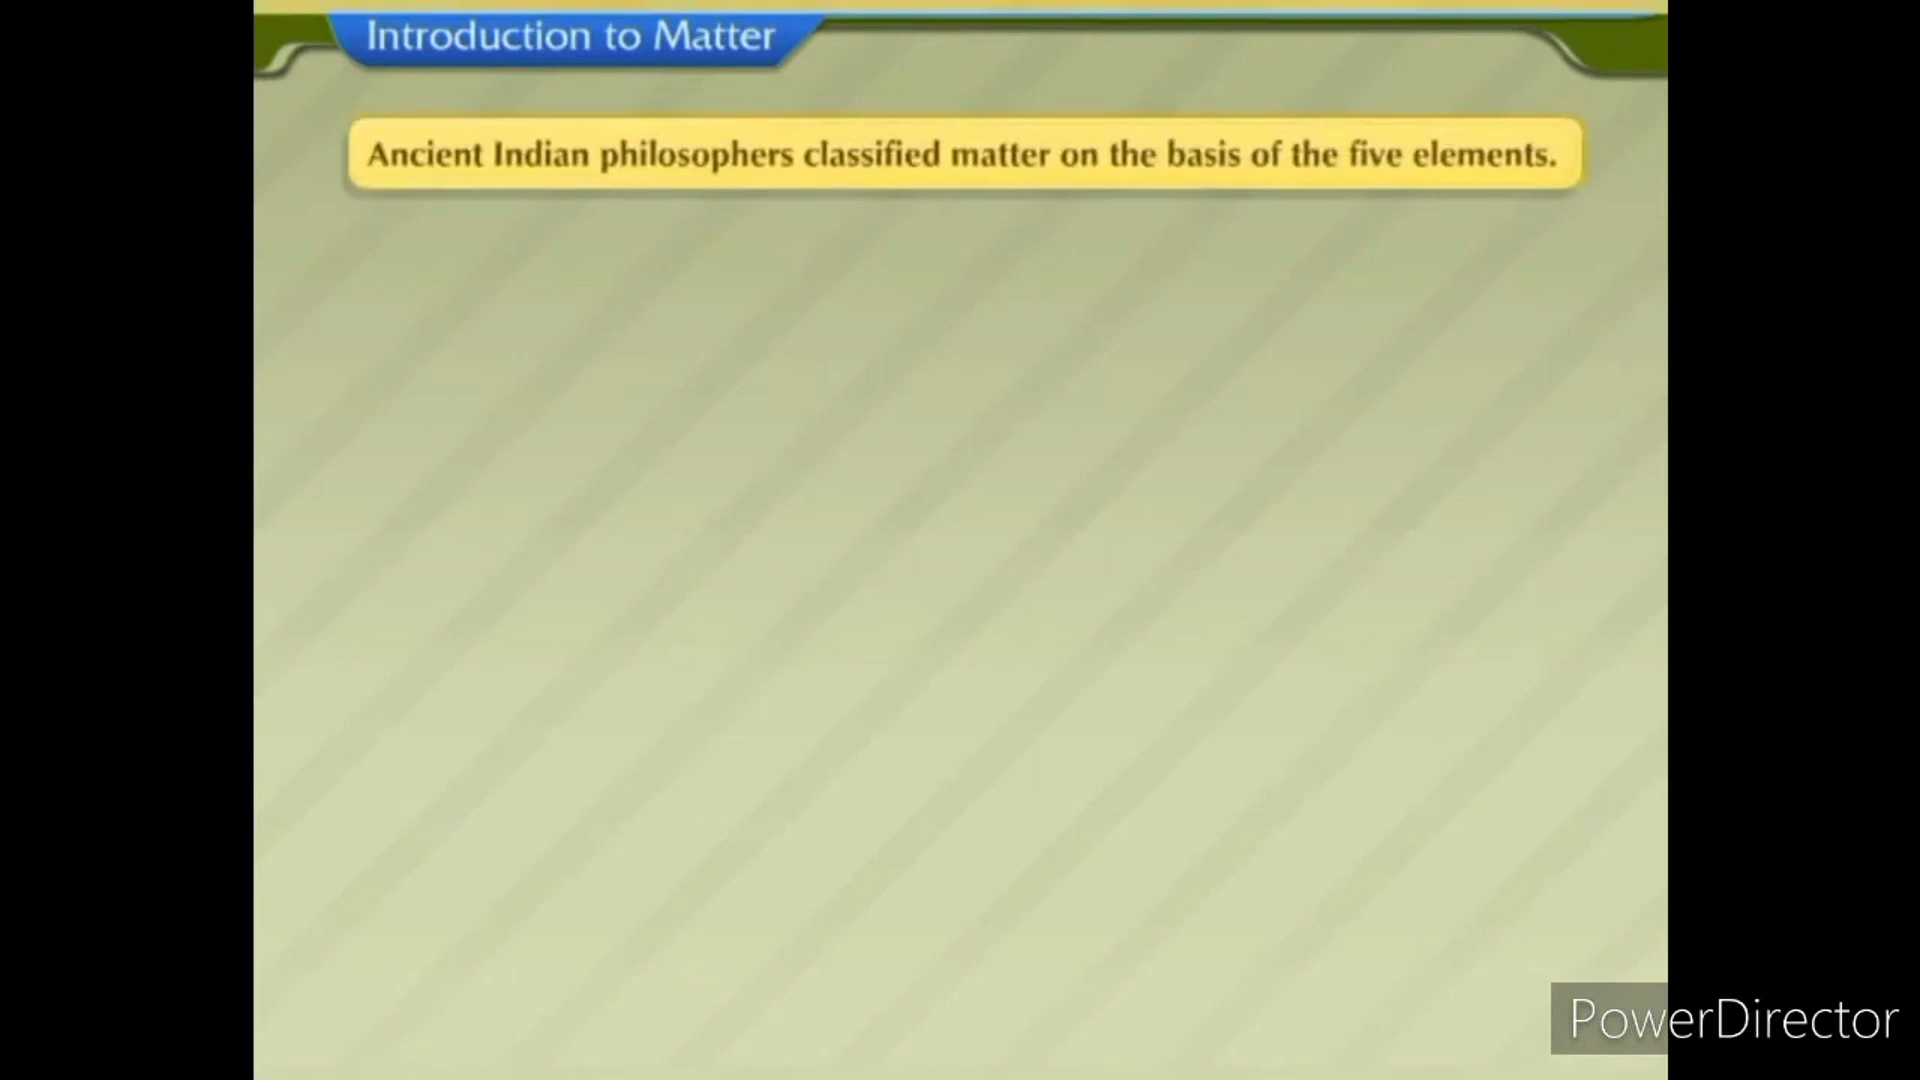 Introduction to Matter
Ancient Indian philosophers classified matter on the basis of the five elements.
PowerDirector